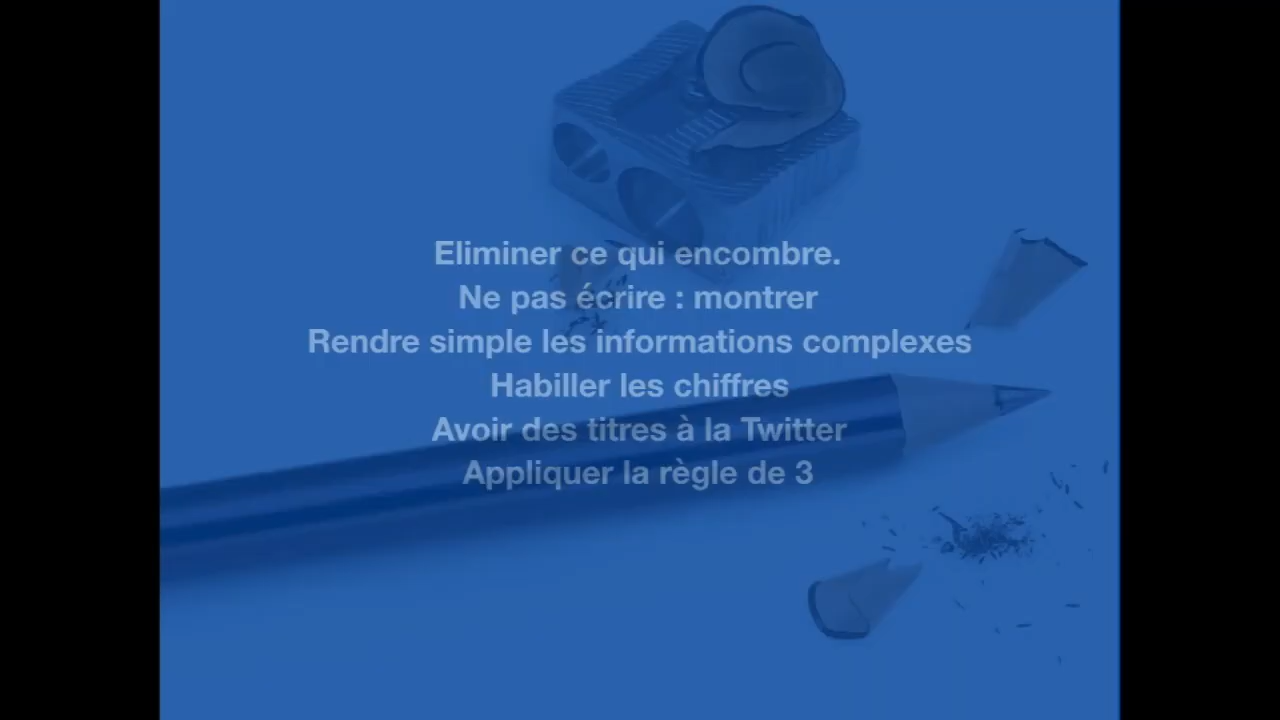 Eliminer ce qui encombre.
Ne pas écrire : montrer
Rendre simple les informations complexes
Habiller les chiffres
Avoir des titres à la Twitter
Appliquer la règle de 3